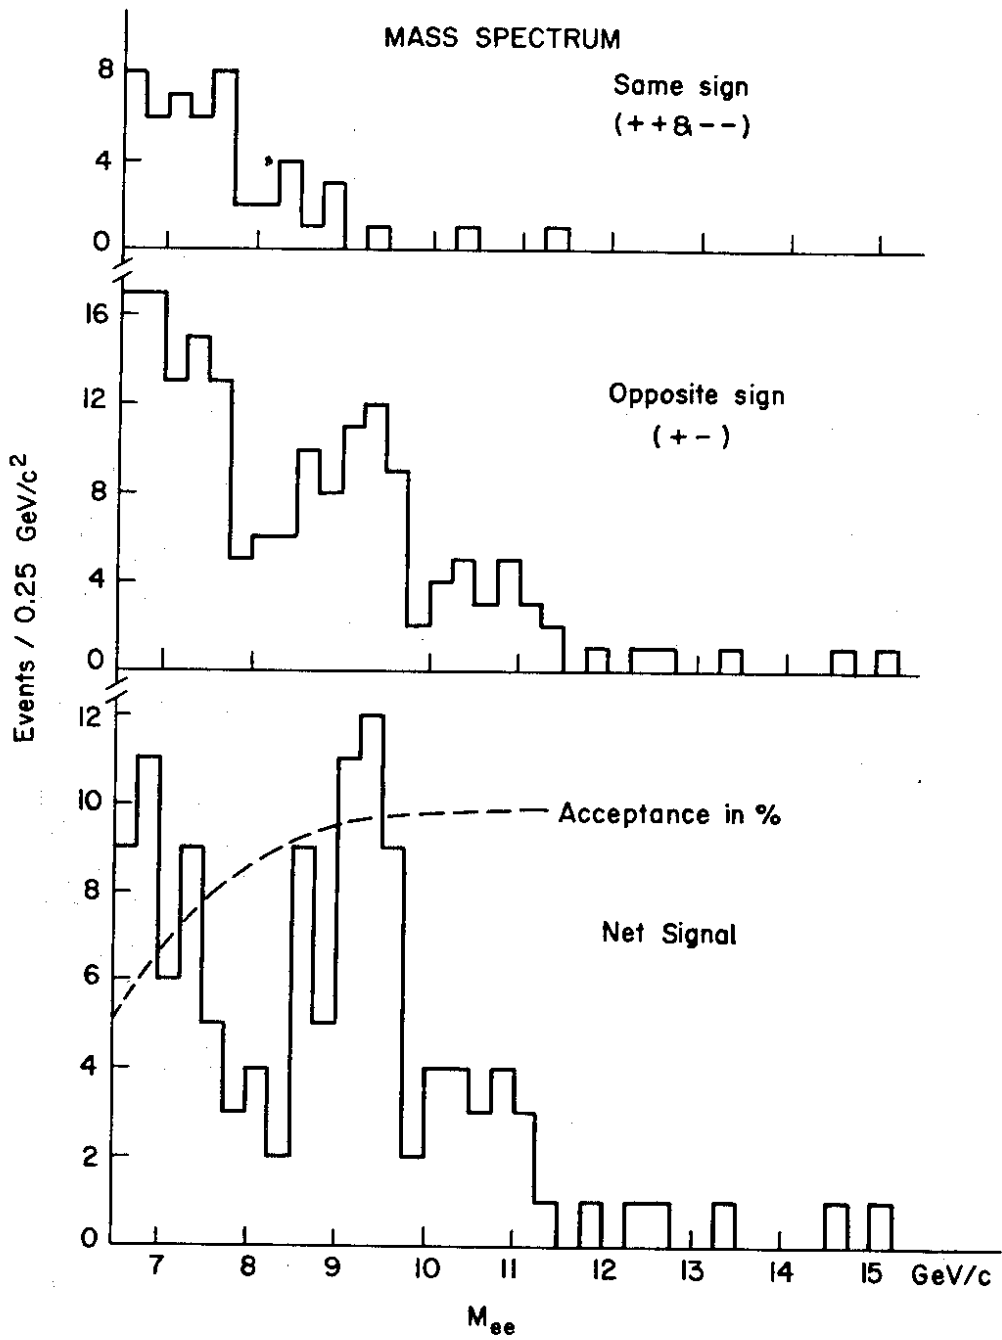 MASS SPECTRUM
Same sign
(++&--)
8
4
0
Opposite sign
(+-)
16
12
8
4
0
Events / 0.25 GeV/c²
12
10
8
6
4
2
0
Acceptance in %
Net Signal
7 8 9 10 11 12 13 14 15 GeV/c
Mee